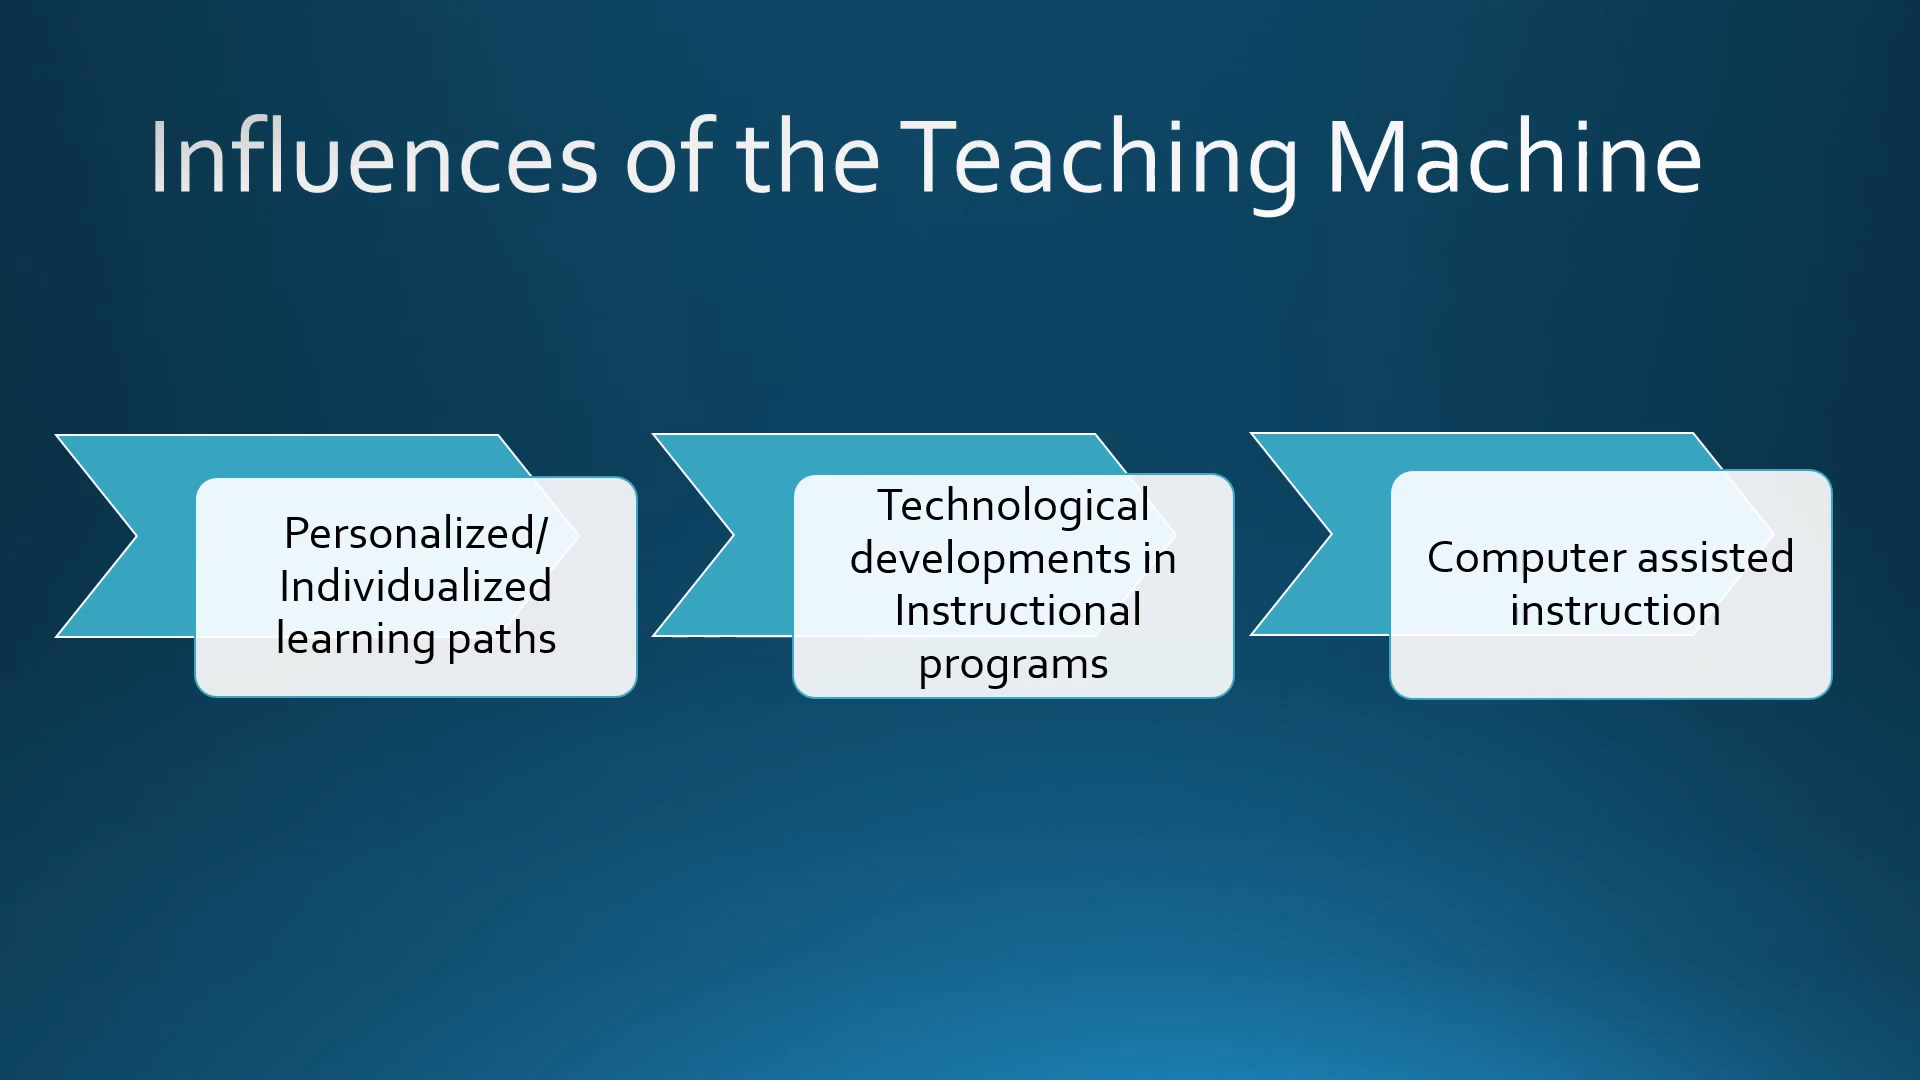 Influences of the Teaching Machine
Personalized/
Individualized
learning paths
Technological
developments in
Instructional
programs
Computer assisted
instruction